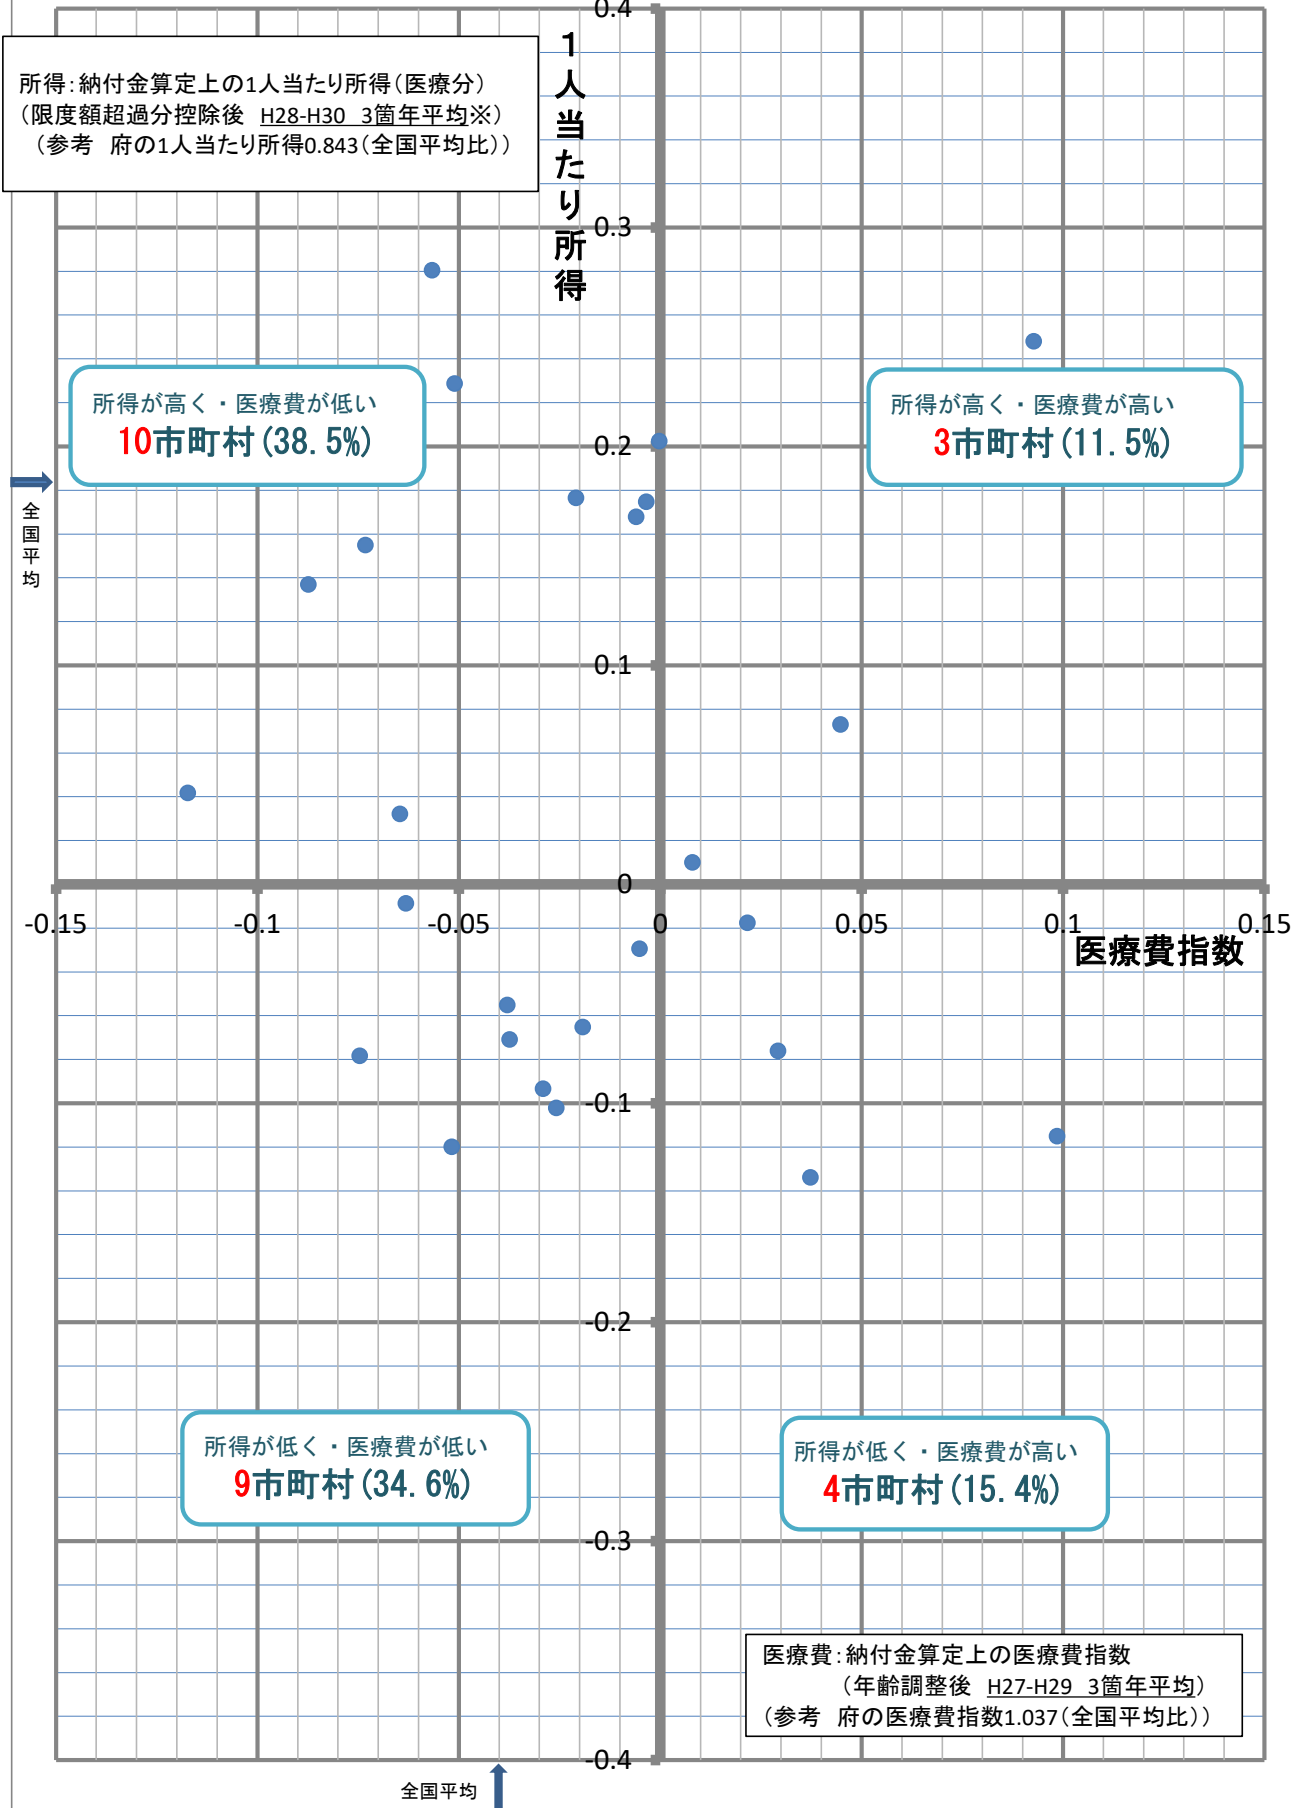 0.4
1人当たり所得
所得:納付金算定上の1人当たり所得(医療分)
(限度額超過分控除後 H28-H30 3箇年平均※)
(参考 府の1人当たり所得0.843(全国平均比))
0.3
所得が高く・医療費が低い
10市町村(38.5%)
所得が高く・医療費が高い
3市町村(11.5%)
0.2
全国平均
0.1
0
-0.15
-0.1
-0.05
0
0.05
0.1
0.15
医療費指数
-0.1
-0.2
所得が低く・医療費が低い
9市町村(34.6%)
所得が低く・医療費が高い
4市町村(15.4%)
-0.3
医療費:納付金算定上の医療費指数
(年齢調整後 H27-H29 3箇年平均)
(参考 府の医療費指数1.037(全国平均比))
-0.4
全国平均